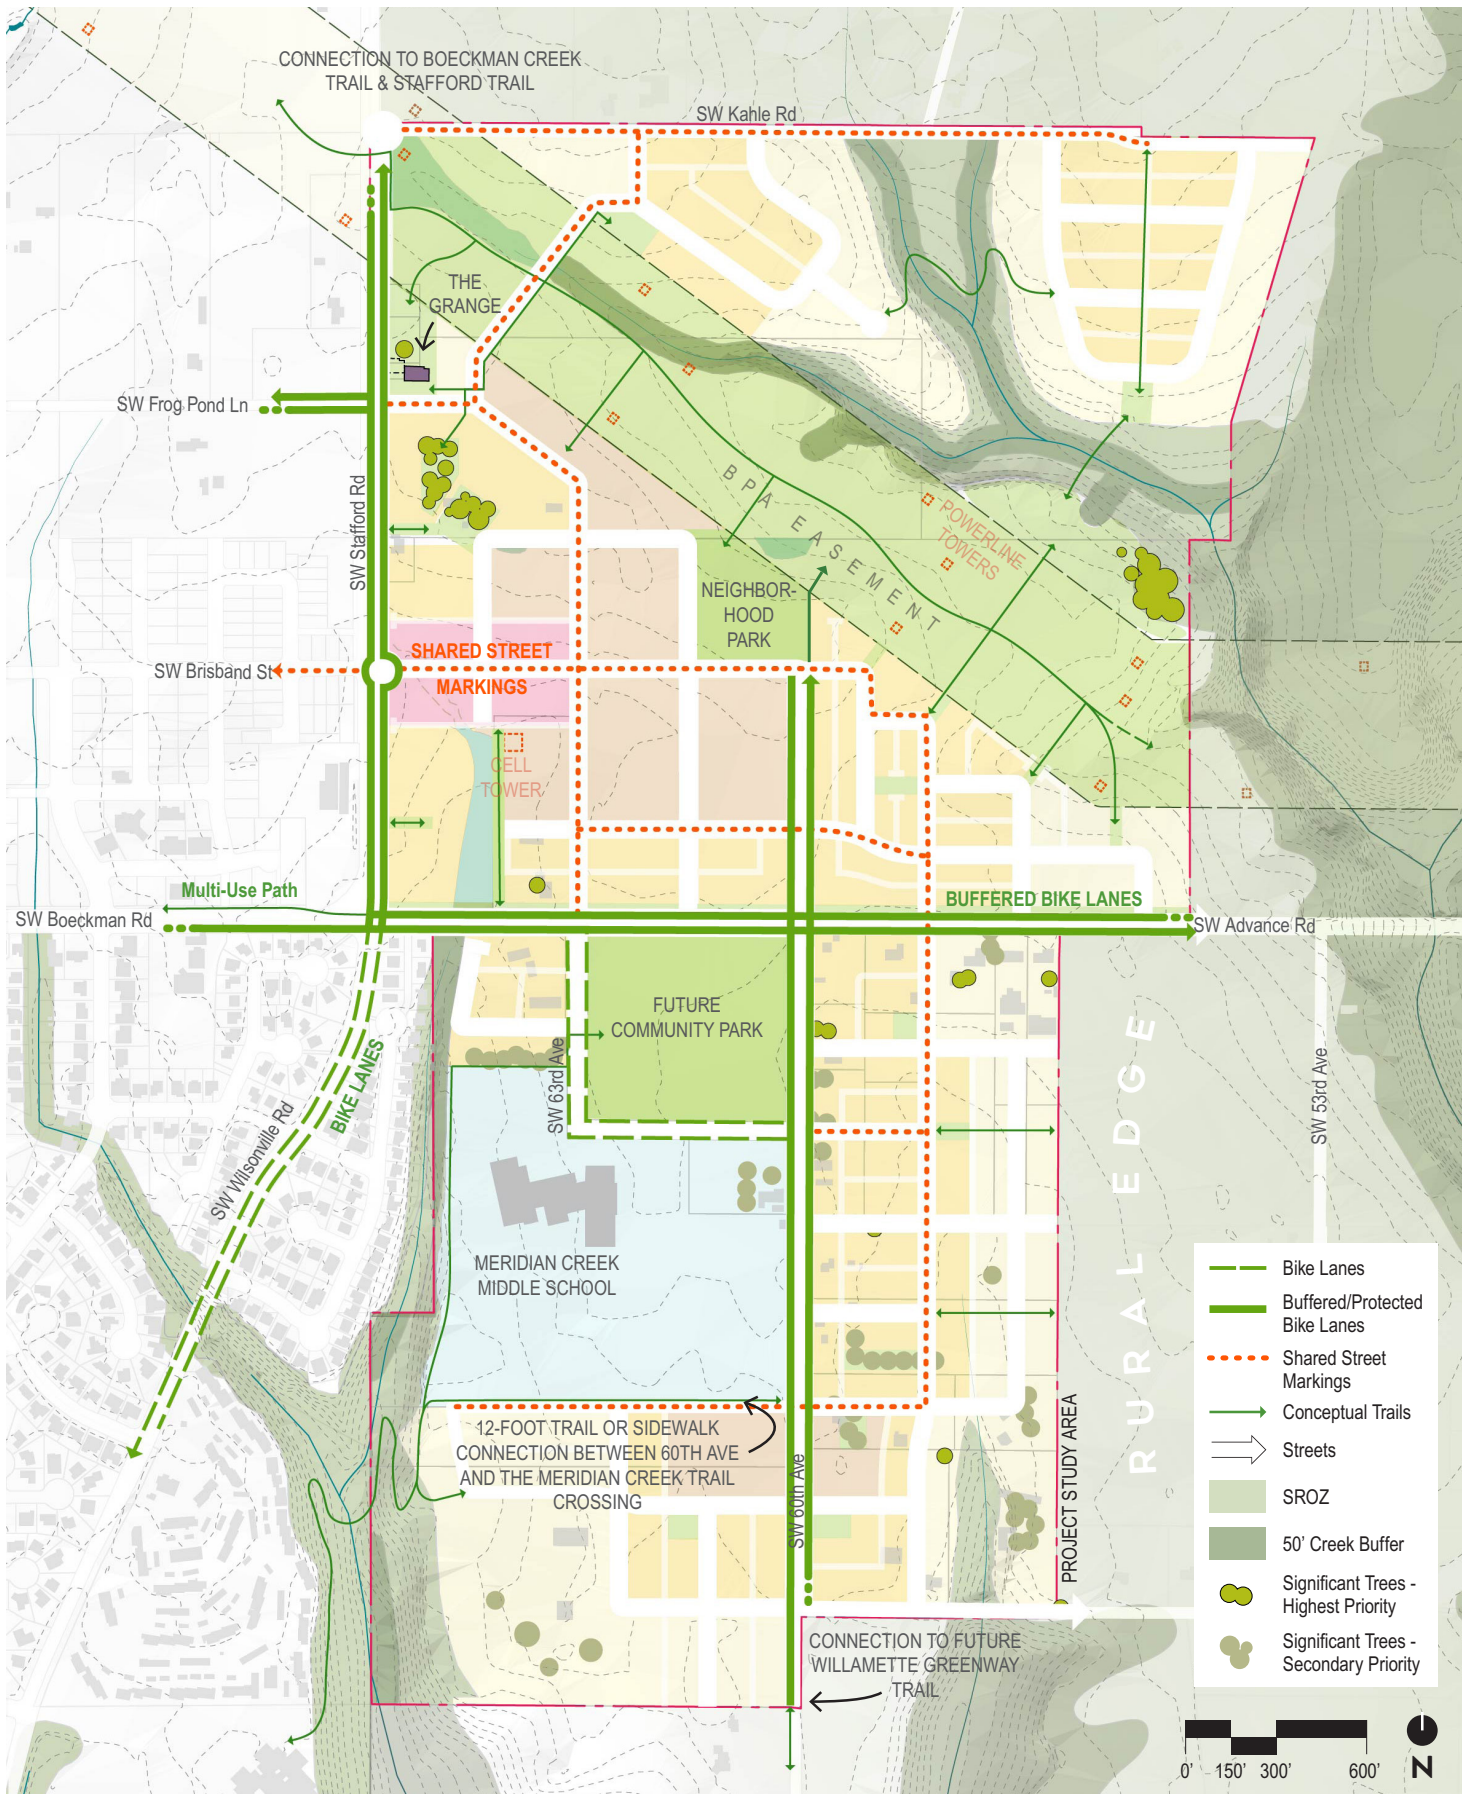 CONNECTION TO BOECKMAN CREEK
TRAIL & STAFFORD TRAIL
SW Kahle Rd
THE
GRANGE
SW Frog Pond Ln
SW Stafford Rd
BPA EASEMENT
POWERLINE
TOWERS
NEIGHBOR-
HOOD
PARK
SHARED STREET
MARKINGS
SW Brisband St
CELL
TOWER
Multi-Use Path
BUFFERED BIKE LANES
SW Boeckman Rd
SW Advance Rd
FUTURE
COMMUNITY PARK
SW 63rd Ave
BIKE LANES
SW Wilsonville Rd
SW 53rd Ave
RURAL EDGE
MERIDIAN CREEK
MIDDLE SCHOOL
12-FOOT TRAIL OR SIDEWALK
CONNECTION BETWEEN 60TH AVE
AND THE MERIDIAN CREEK TRAIL
CROSSING
SW 60th Ave
PROJECT STUDY AREA
CONNECTION TO FUTURE
WILLAMETTE GREENWAY
TRAIL
Bike Lanes
Buffered/Protected
Bike Lanes
Shared Street
Markings
Conceptual Trails
Streets
SROZ
50' Creek Buffer
Significant Trees -
Highest Priority
Significant Trees -
Secondary Priority
0' 150' 300' 600'
N